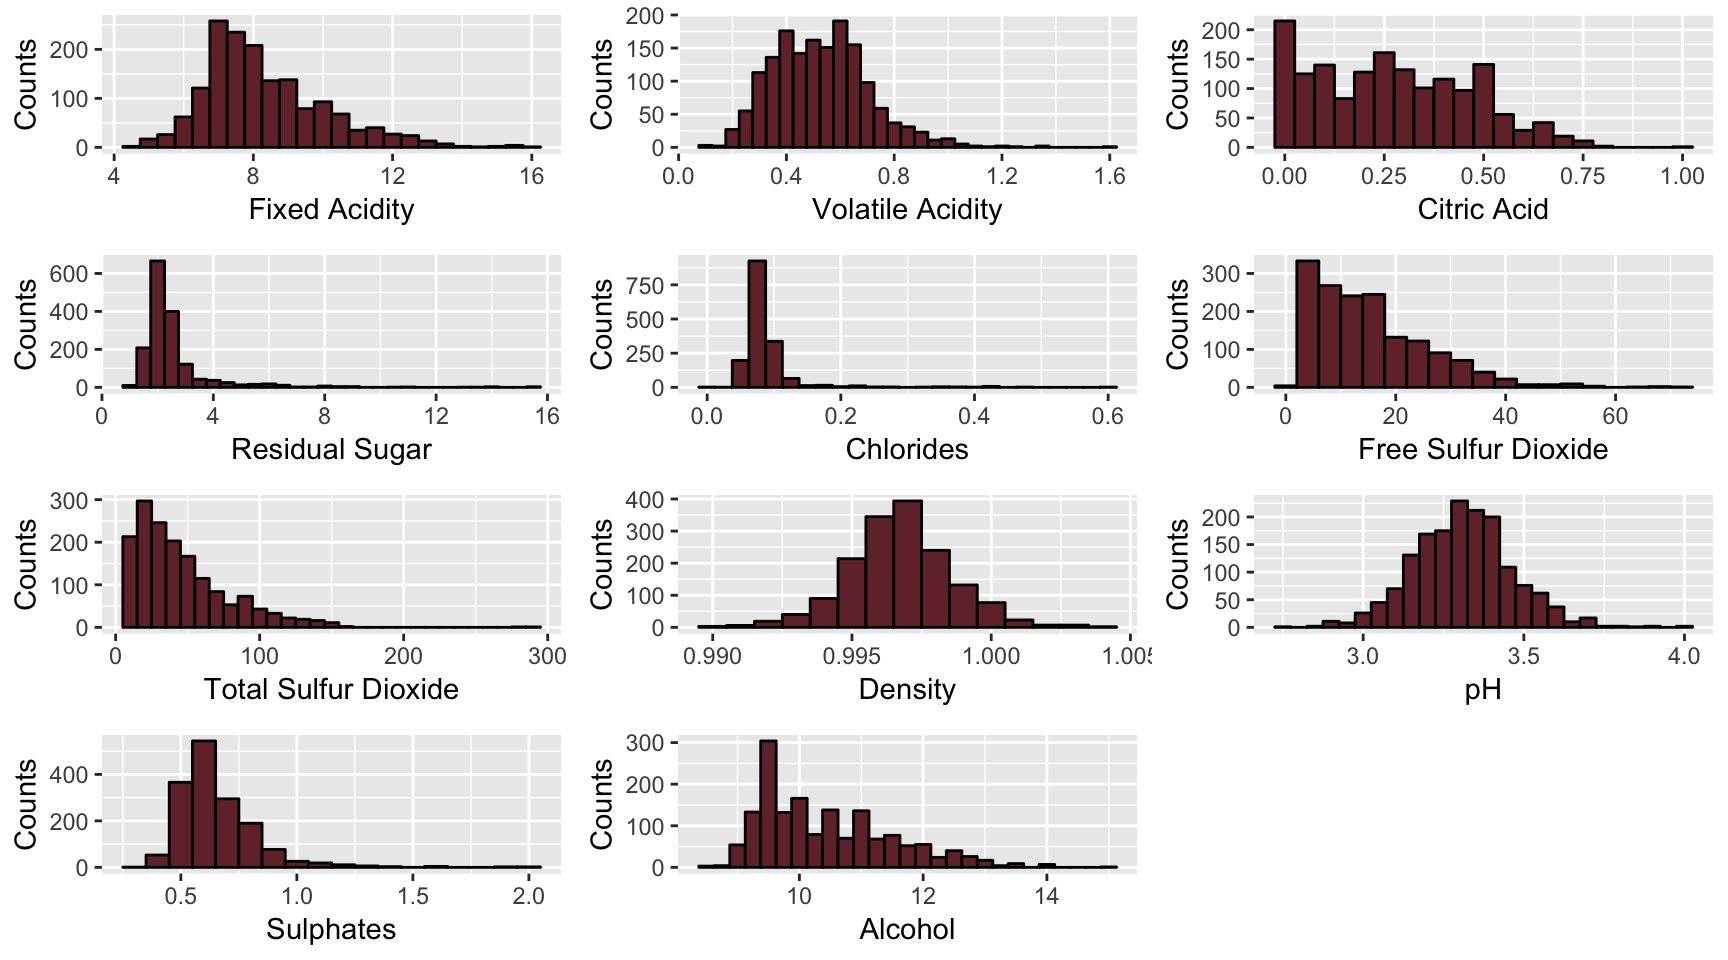 Counts
200
100
0
4 8 12 16
Fixed Acidity
Counts
200
150
100
50
0
0.0 0.4 0.8 1.2 1.6
Volatile Acidity
Counts
200
150
100
50
0
0.00 0.25 0.50 0.75 1.00
Citric Acid
Counts
600
400
200
0
0 4 8 12 16
Residual Sugar
Counts
750
500
250
0
0.0 0.2 0.4 0.6
Chlorides
Counts
300
200
100
0
0 20 40 60
Free Sulfur Dioxide
Counts
300
200
100
0
0 100 200 300
Total Sulfur Dioxide
Counts
400
300
200
100
0
0.990 0.995 1.000 1.005
Density
Counts
200
150
100
50
0
3.0 3.5 4.0
pH
Counts
400
200
0
0.5 1.0 1.5 2.0
Sulphates
Counts
300
200
100
0
10 12 14
Alcohol